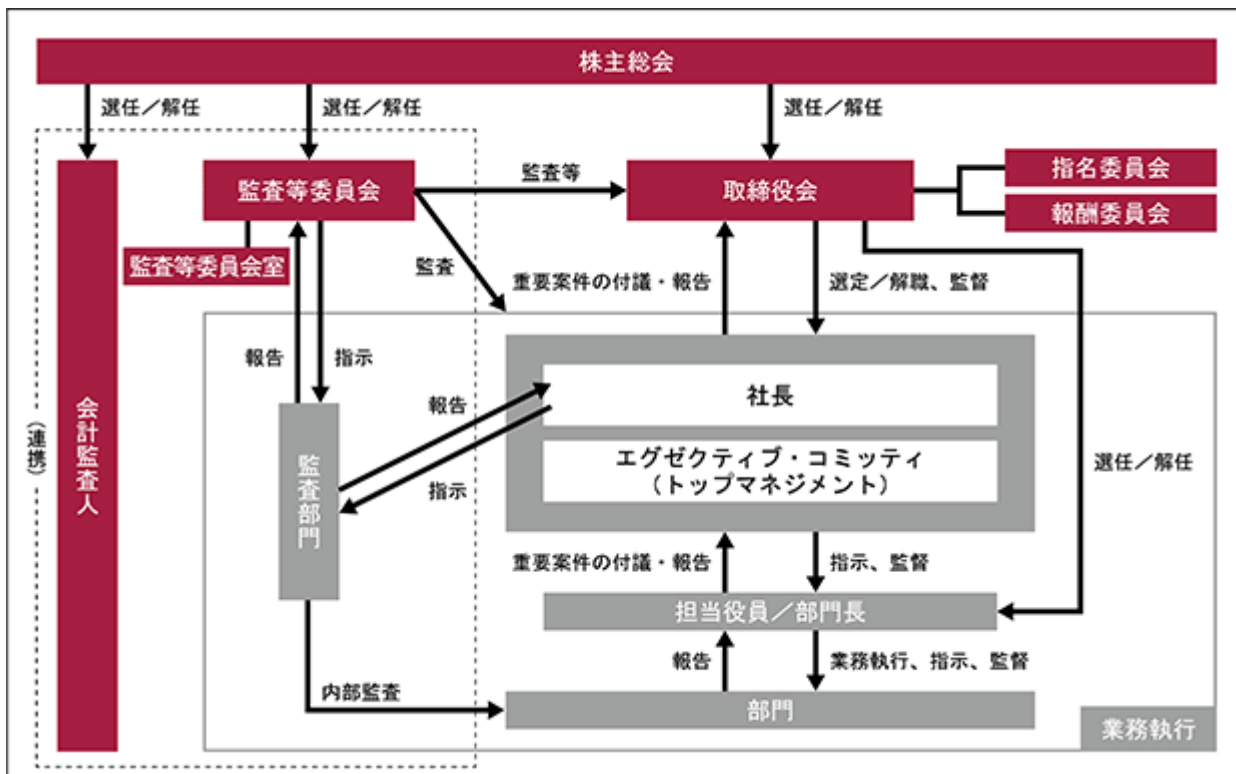 株主総会
選任／解任
選任／解任
選任／解任
監査等委員会
監査等
取締役会
指名委員会
報酬委員会
監査等委員会室
監査
重要案件の付議・報告
選定／解職、監督
報告
指示
社長
報告
エグゼクティブ・コミッティ
（トップマネジメント）
指示
選任／解任
（連携）
会計監査人
監査部門
重要案件の付議・報告
指示、監督
担当役員／部門長
報告
業務執行、指示、監督
内部監査
部門
業務執行